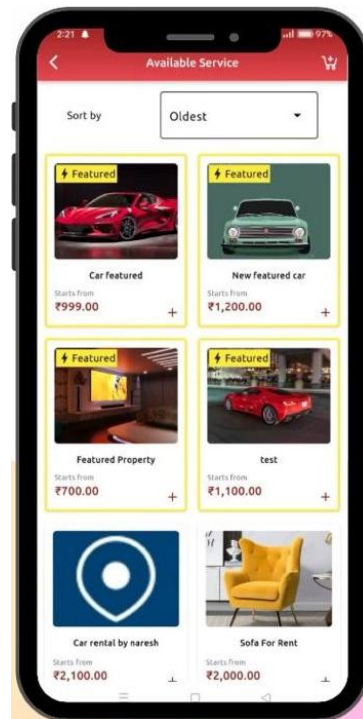 2:21 97%
Available Service
Sort by Oldest
Featured Featured
Car featured New featured car
Starts from Starts from
₹999.00 + ₹1,200.00 +
Featured Featured
Featured Property test
Starts from Starts from
₹700.00 + ₹1,100.00 +
Car rental by naresh Sofa For Rent
Starts from Starts from
₹2,100.00 ₹2,000.00